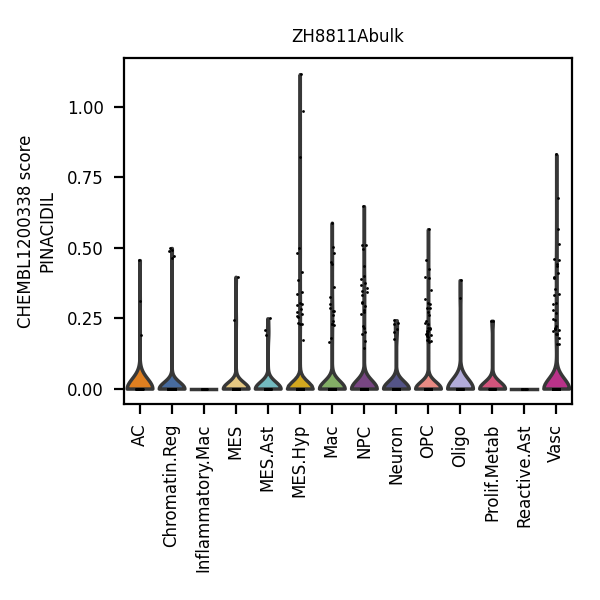 ZH8811Abulk
CHEMBL1200338 score
PINACIDIL
1.00
0.75
0.50
0.25
0.00
AC
Chromatin.Reg
Inflammatory.Mac
MES
MES.Ast
MES.Hyp
Mac
NPC
Neuron
OPC
Oligo
Prolif.Metab
Reactive.Ast
Vasc